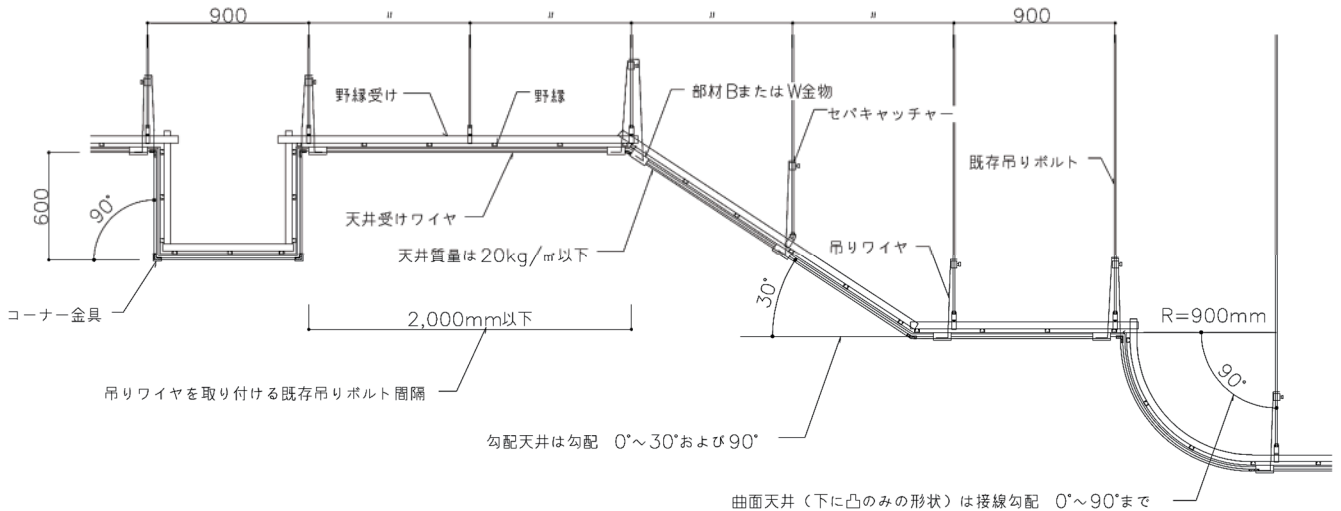 900
〃
〃
〃
〃
900
野縁受け
野縁
部材BまたはW金物
セパキャッチャー
既存吊りボルト
600
90°
天井受けワイヤ
天井質量は20kg/㎡以下
吊りワイヤ
30°
コーナー金具
2,000mm以下
R=900mm
90°
吊りワイヤを取り付ける既存吊りボルト間隔
勾配天井は勾配 0°～30°および90°
曲面天井（下に凸のみの形状）は接線勾配 0°～90°まで